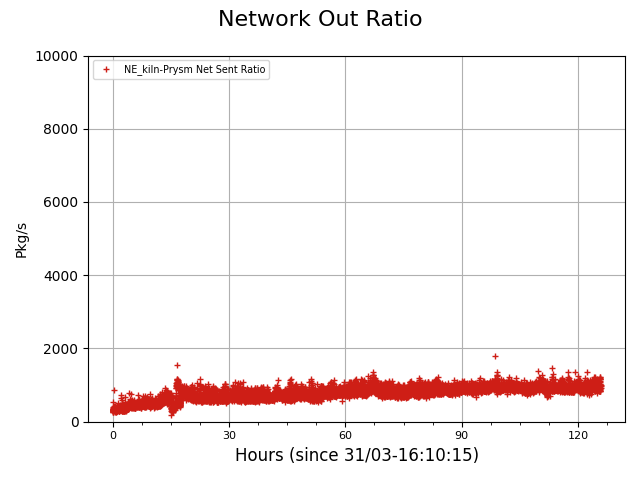 Network Out Ratio
10000
NE_kiln-Prysm Net Sent Ratio
8000
6000
Pkg/s
4000
2000
0
0 30 60 90 120
Hours (since 31/03-16:10:15)